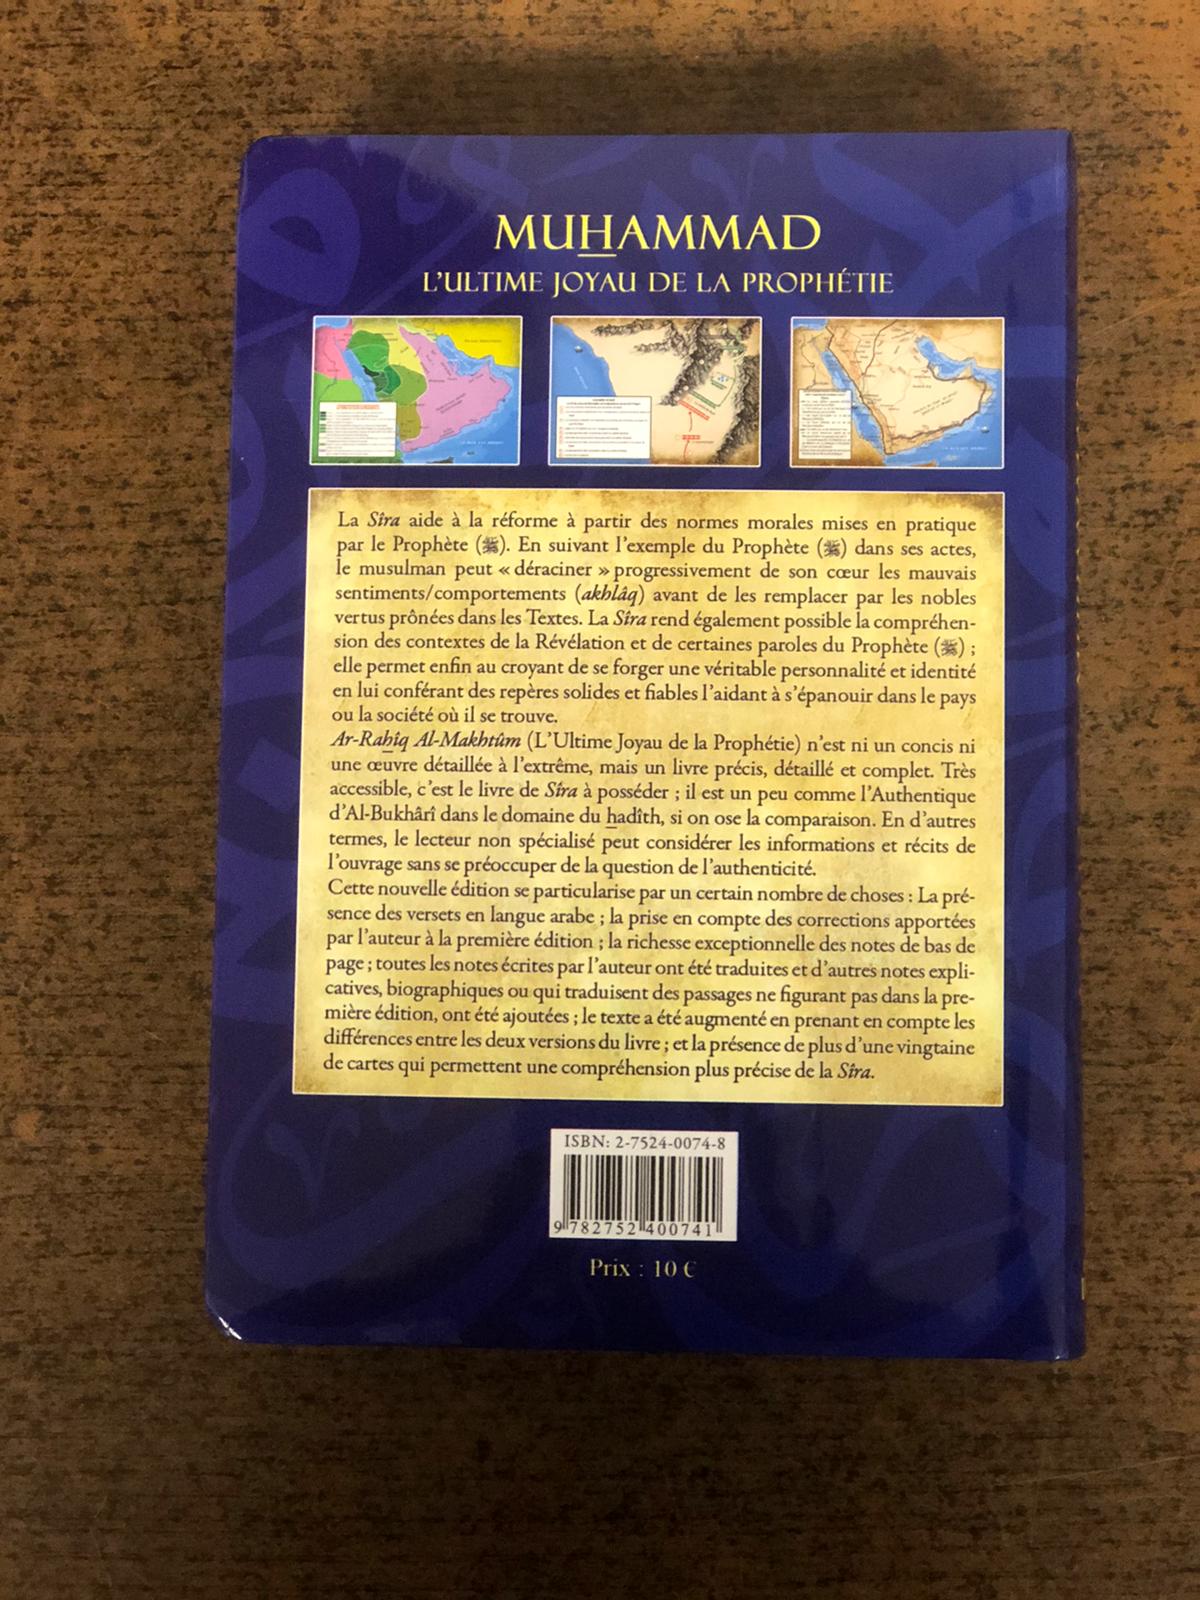 MUHAMMAD
L'ULTIME JOYAU DE LA PROPHÉTIE
La Sîra aide à la réforme à partir des normes morales mises en pratique
par le Prophète (ﷺ). En suivant l'exemple du Prophète (ﷺ) dans ses actes,
le musulman peut « déraciner » progressivement de son cœur les mauvais
sentiments/comportements (akhlâq) avant de les remplacer par les nobles
vertus prônées dans les Textes. La Sîra rend également possible la compréhen-
sion des contextes de la Révélation et de certaines paroles du Prophète (ﷺ) ;
elle permet enfin au croyant de se forger une véritable personnalité et identité
en lui conférant des repères solides et fiables l'aidant à s'épanouir dans le pays
ou la société où il se trouve.
Ar-Rahîq Al-Makhtûm (L'Ultime Joyau de la Prophétie) n'est ni un concis ni
une œuvre détaillée à l'extrême, mais un livre précis, détaillé et complet. Très
accessible, c'est le livre de Sîra à posséder ; il est un peu comme l'Authentique
d'Al-Bukhârî dans le domaine du hadîth, si on ose la comparaison. En d'autres
termes, le lecteur non spécialisé peut considérer les informations et récits de
l'ouvrage sans se préoccuper de la question de l'authenticité.
Cette nouvelle édition se particularise par un certain nombre de choses : La pré-
sence des versets en langue arabe ; la prise en compte des corrections apportées
par l'auteur à la première édition ; la richesse exceptionnelle des notes de bas de
page ; toutes les notes écrites par l'auteur ont été traduites et d'autres notes expli-
catives, biographiques ou qui traduisent des passages ne figurant pas dans la pre-
mière édition, ont été ajoutées ; le texte a été augmenté en prenant en compte les
différences entre les deux versions du livre ; et la présence de plus d'une vingtaine
de cartes qui permettent une compréhension plus précise de la Sîra.
ISBN: 2-7524-0074-8
9 782752 400741
Prix : 10 €